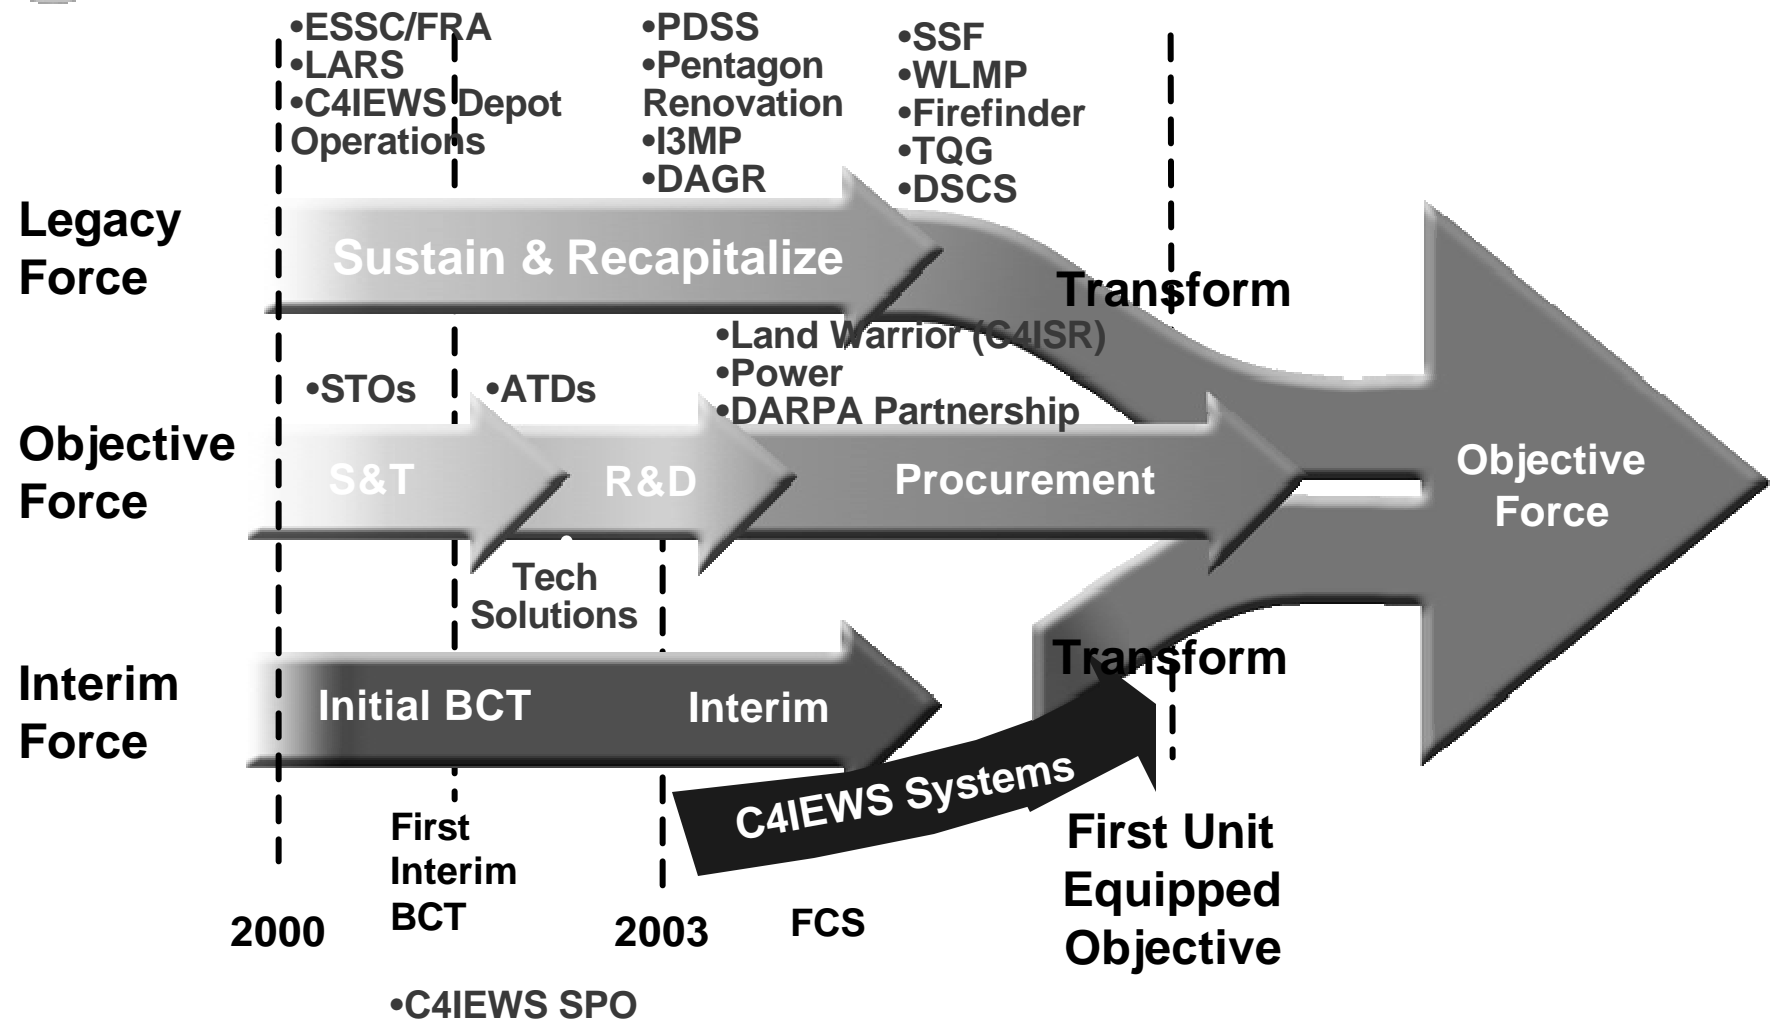 •ESSC/FRA
•LARS
•C4IEWS Depot
Operations
•PDSS
•Pentagon
Renovation
•I3MP
•DAGR
•SSF
•WLMP
•Firefinder
•TQG
•DSCS
Legacy
Force
Sustain & Recapitalize
Transform
•Land Warrior (C4ISR)
•Power
•DARPA Partnership
•STOs
•ATDs
Objective
Force
S&T
R&D
Procurement
Objective
Force
Tech
Solutions
Interim
Force
Initial BCT
Interim
Transform
C4IEWS Systems
First
Interim
BCT
First Unit
Equipped
Objective
2000
2003
FCS
•C4IEWS SPO